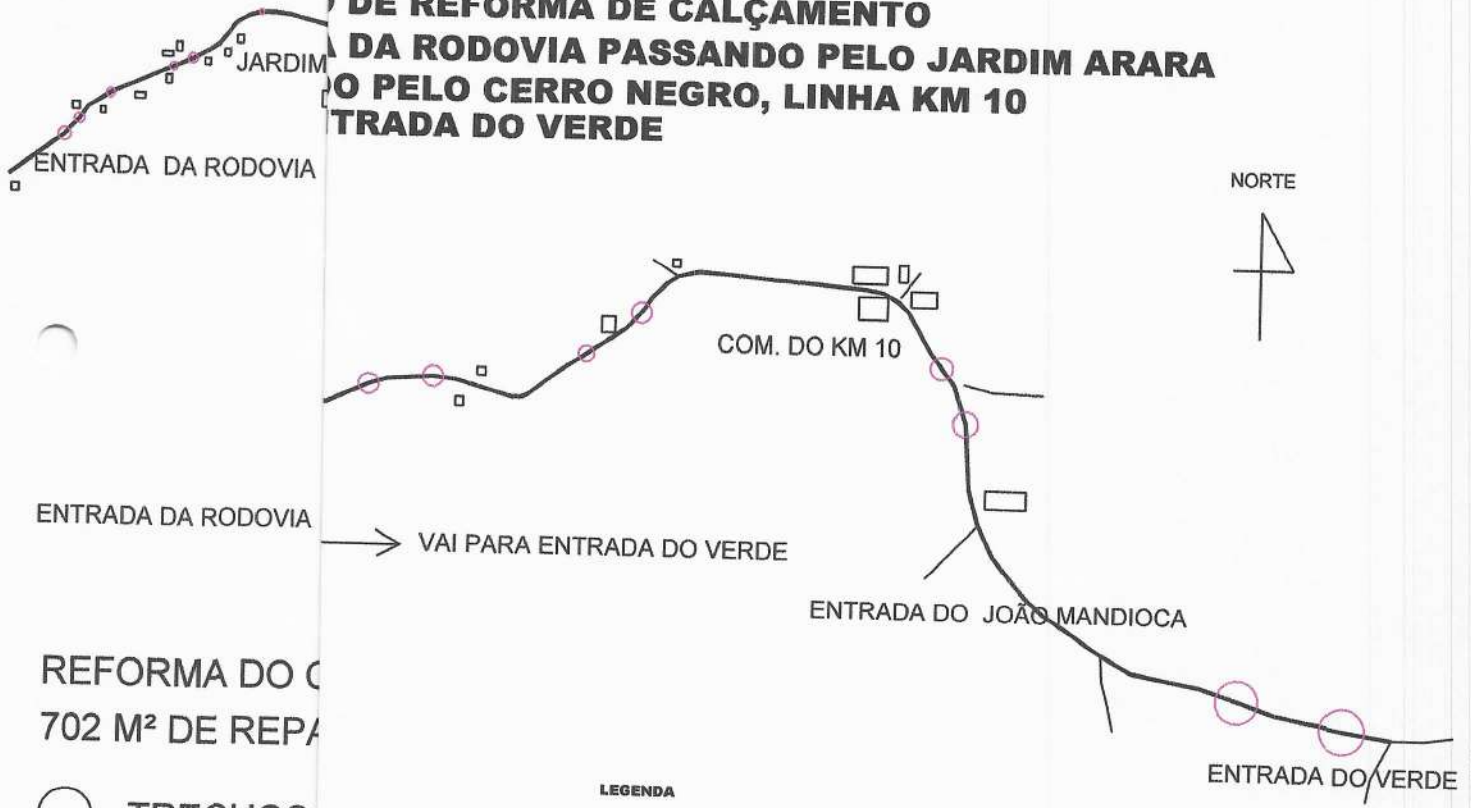 DE REFORMA DE CALÇAMENTO
DA RODOVIA PASSANDO PELO JARDIM ARARA
O PELO CERRO NEGRO, LINHA KM 10
TRADA DO VERDE
JARDIM
ENTRADA DA RODOVIA
NORTE
COM. DO KM 10
ENTRADA DA RODOVIA
VAI PARA ENTRADA DO VERDE
ENTRADA DO JOÃO MANDIOCA
REFORMA DO
702 M² DE REPA
ENTRADA DO VERDE
LEGENDA